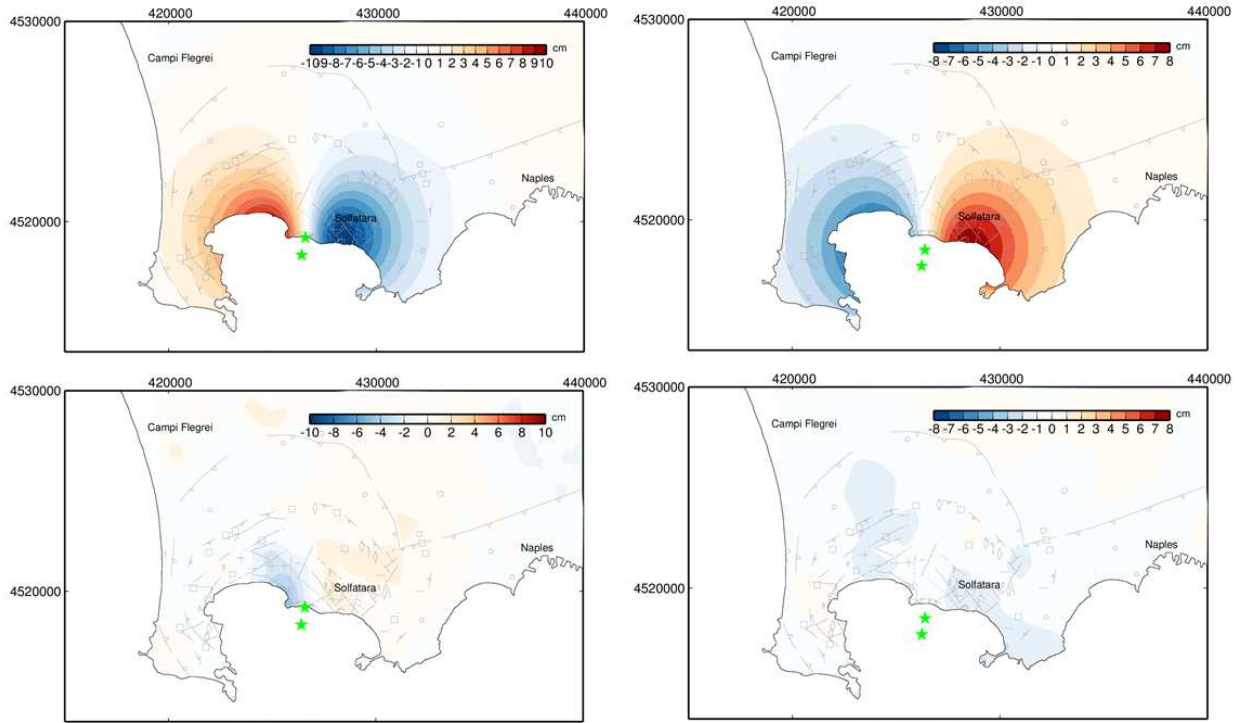 420000 430000 440000
4530000
Campi Flegrei
cm
-10-9-8-7-6-5-4-3-2-1 0 1 2 3 4 5 6 7 8 9 10
Naples
Solfatara
4520000
420000 430000
420000 430000 440000
4530000
Campi Flegrei
cm
-8 -7 -6 -5 -4 -3 -2 -1 0 1 2 3 4 5 6 7 8
Naples
Solfatara
4520000
420000 430000
420000 430000 440000
4530000
Campi Flegrei
cm
-10 -8 -6 -4 -2 0 2 4 6 8 10
Naples
Solfatara
4520000
420000 430000 440000
4530000
Campi Flegrei
cm
-8 -7 -6 -5 -4 -3 -2 -1 0 1 2 3 4 5 6 7 8
Naples
Solfatara
4520000